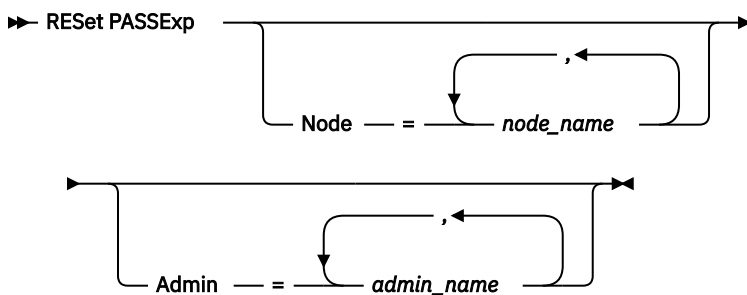 RESet PASSExp
,
Node = node_name
,
Admin = admin_name